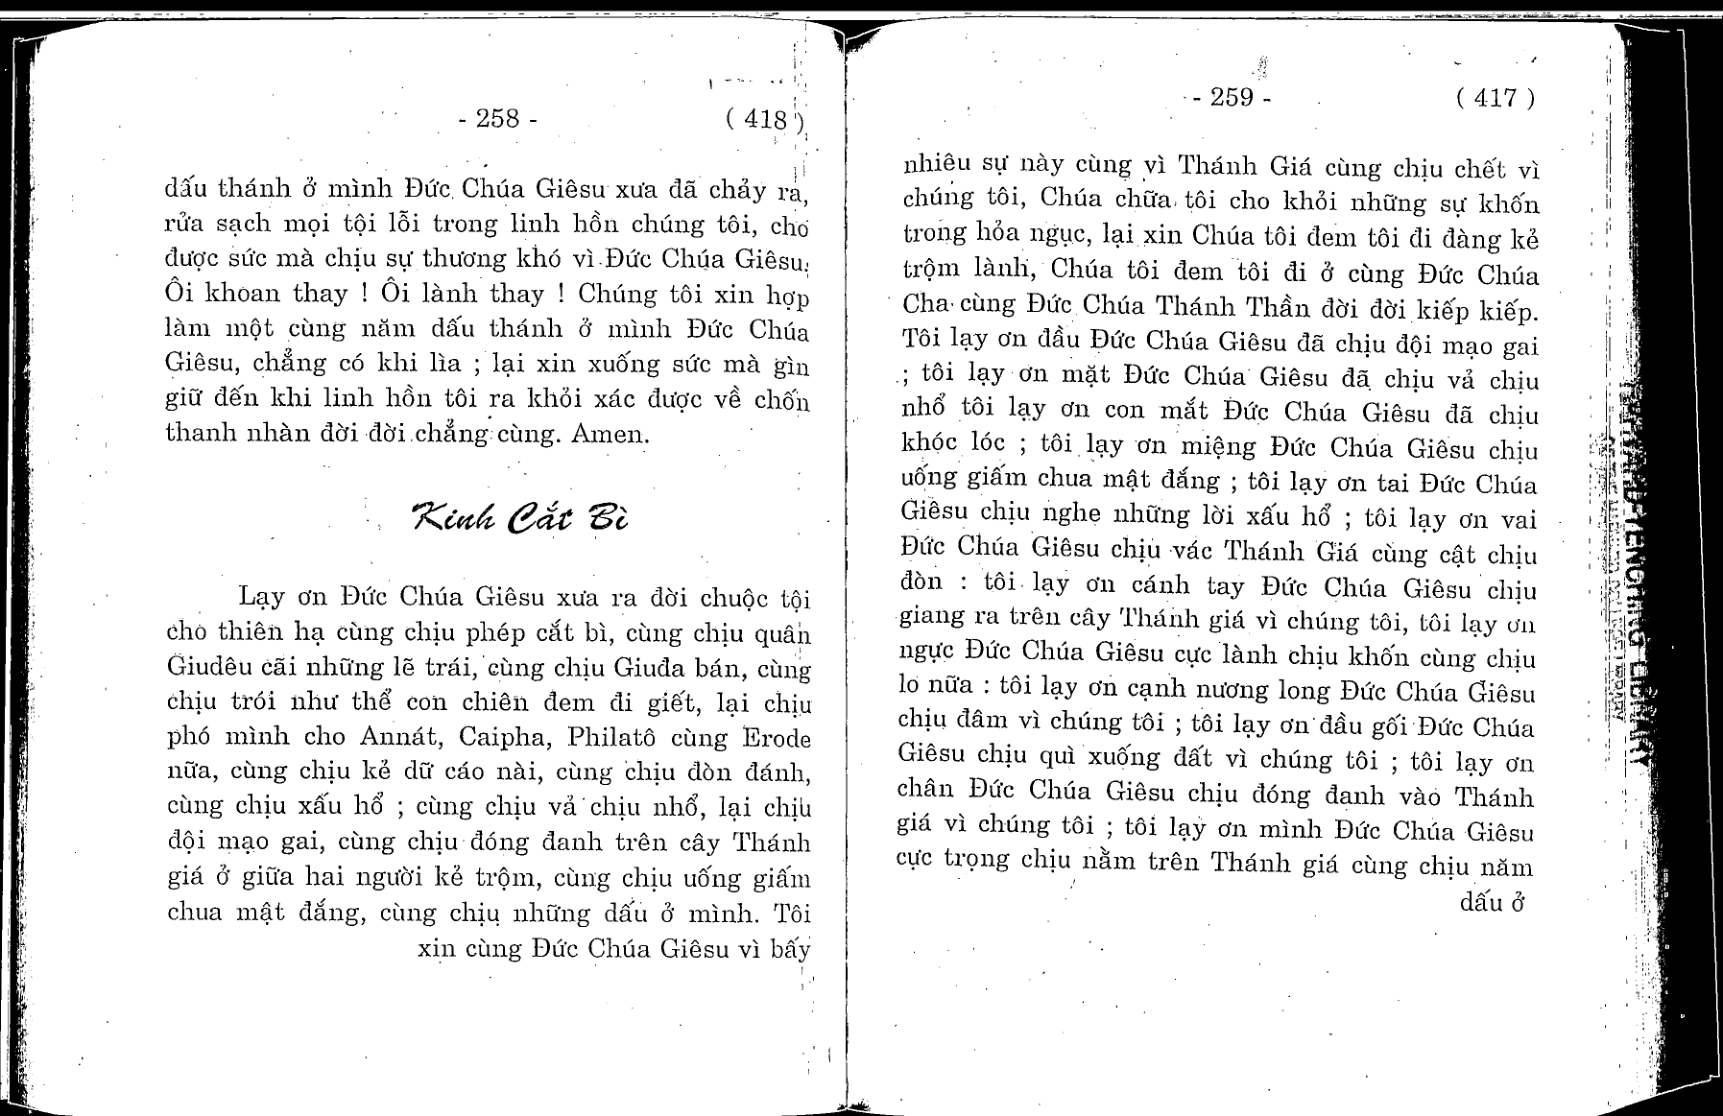 - 258 - ( 418 )
dấu thánh ở mình Đức Chúa Giêsu xưa đã chảy ra,
rửa sạch mọi tội lỗi trong linh hồn chúng tôi, cho
được sức mà chịu sự thương khó vì Đức Chúa Giêsu.
Ôi khoan thay ! Ôi lành thay ! Chúng tôi xin hợp
làm một cùng năm dấu thánh ở mình Đức Chúa
Giêsu, chẳng có khi lìa ; lại xin xuống sức mà gìn
giữ đến khi linh hồn tôi ra khỏi xác được về chốn
thanh nhàn đời đời chẳng cùng. Amen.
Kinh Cắt Bì
Lạy ơn Đức Chúa Giêsu xưa ra đời chuộc tội
cho thiên hạ cùng chịu phép cắt bì, cùng chịu quân
Giudêu cãi những lẽ trái, cùng chịu Giuđa bán, cùng
chịu trói như thể con chiên đem đi giết, lại chịu
phó mình cho Annát, Caipha, Philatô cùng Erode
nữa, cùng chịu kẻ dữ cáo nài, cùng chịu đòn đánh,
cùng chịu xấu hổ ; cùng chịu vả chịu nhổ, lại chịu
đội mạo gai, cùng chịu đóng đanh trên cây Thánh
giá ở giữa hai người kẻ trộm, cùng chịu uống giấm
chua mật đắng, cùng chịu những dấu ở mình. Tôi
xin cùng Đức Chúa Giêsu vì bấy
- 259 - ( 417 )
nhiêu sự này cùng vì Thánh Giá cùng chịu chết vì
chúng tôi, Chúa chữa tôi cho khỏi những sự khốn
trong hỏa ngục, lại xin Chúa tôi đem tôi đi đàng kẻ
trộm lành, Chúa tôi đem tôi đi ở cùng Đức Chúa
Cha cùng Đức Chúa Thánh Thần đời đời kiếp kiếp.
Tôi lạy ơn đầu Đức Chúa Giêsu đã chịu đội mạo gai
; tôi lạy ơn mặt Đức Chúa Giêsu đã chịu vả chịu
nhổ tôi lạy ơn con mắt Đức Chúa Giêsu đã chịu
khóc lóc ; tôi lạy ơn miệng Đức Chúa Giêsu chịu
uống giấm chua mật đắng ; tôi lạy ơn tai Đức Chúa
Giêsu chịu nghe những lời xấu hổ ; tôi lạy ơn vai
Đức Chúa Giêsu chịu vác Thánh Giá cùng cật chịu
đòn : tôi lạy ơn cánh tay Đức Chúa Giêsu chịu
giang ra trên cây Thánh giá vì chúng tôi, tôi lạy ơn
ngực Đức Chúa Giêsu cực lành chịu khốn cùng chịu
lo nữa : tôi lạy ơn cạnh nương long Đức Chúa Giêsu
chịu đâm vì chúng tôi ; tôi lạy ơn đầu gối Đức Chúa
Giêsu chịu quì xuống đất vì chúng tôi ; tôi lạy ơn
chân Đức Chúa Giêsu chịu đóng đanh vào Thánh
giá vì chúng tôi ; tôi lạy ơn mình Đức Chúa Giêsu
cực trọng chịu nằm trên Thánh giá cùng chịu năm
dấu ở
LIBRARY